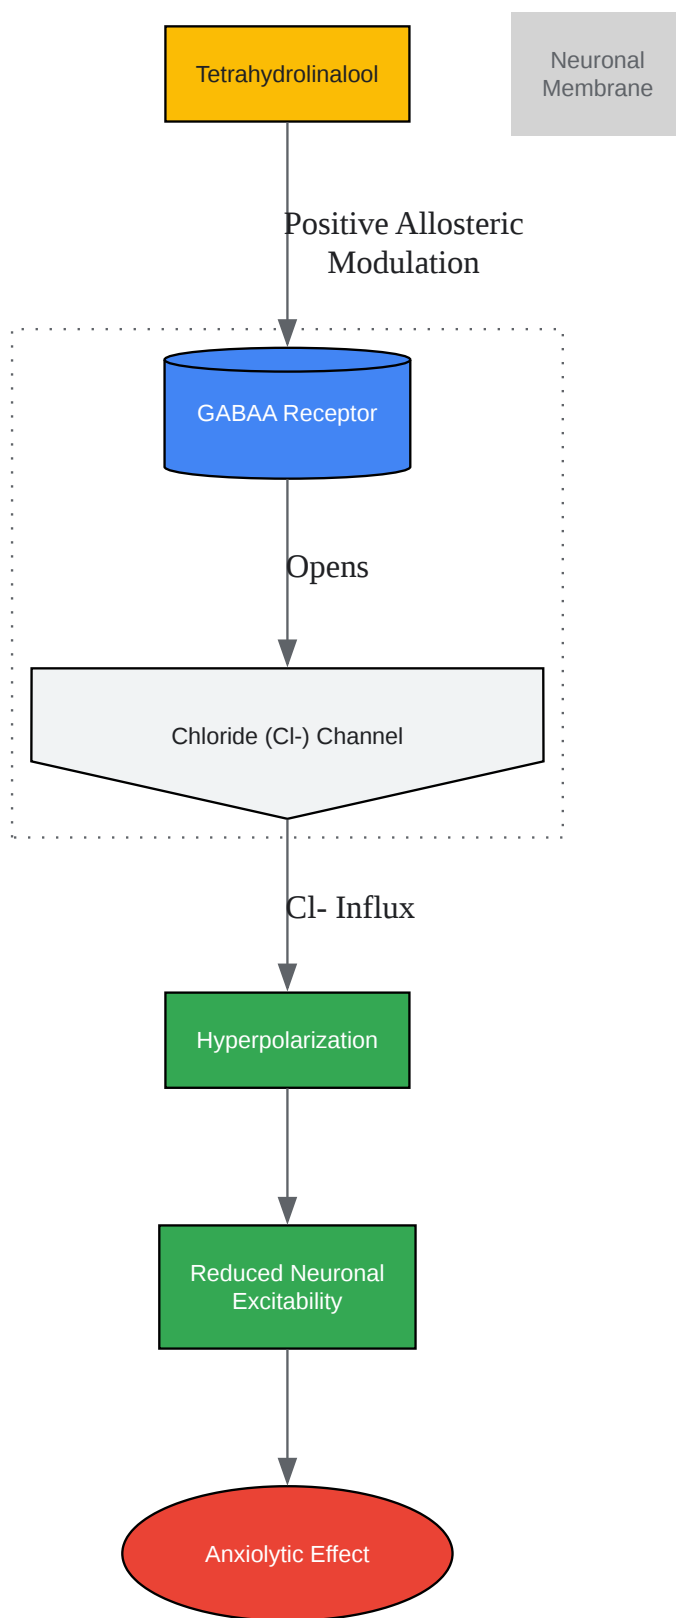 Tetrahydrolinalool
Neuronal
Membrane
Positive Allosteric
Modulation
GABAA Receptor
Opens
Chloride (Cl-) Channel
Cl- Influx
Hyperpolarization
Reduced Neuronal
Excitability
Anxiolytic Effect